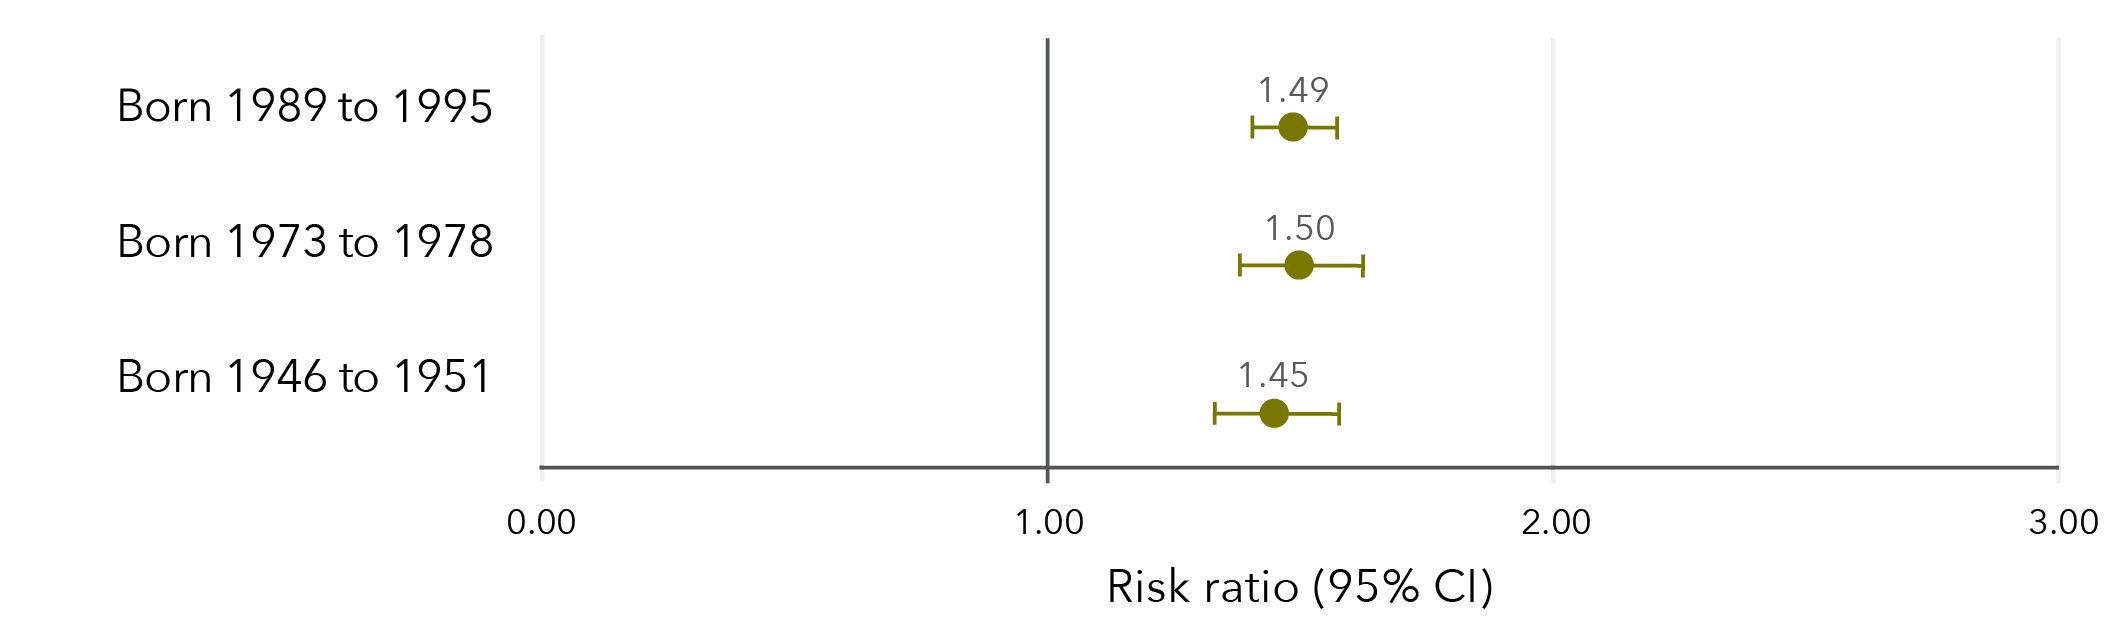 Born 1989 to 1995
1.49
Born 1973 to 1978
1.50
Born 1946 to 1951
1.45
0.00 1.00 2.00 3.00
Risk ratio (95% CI)